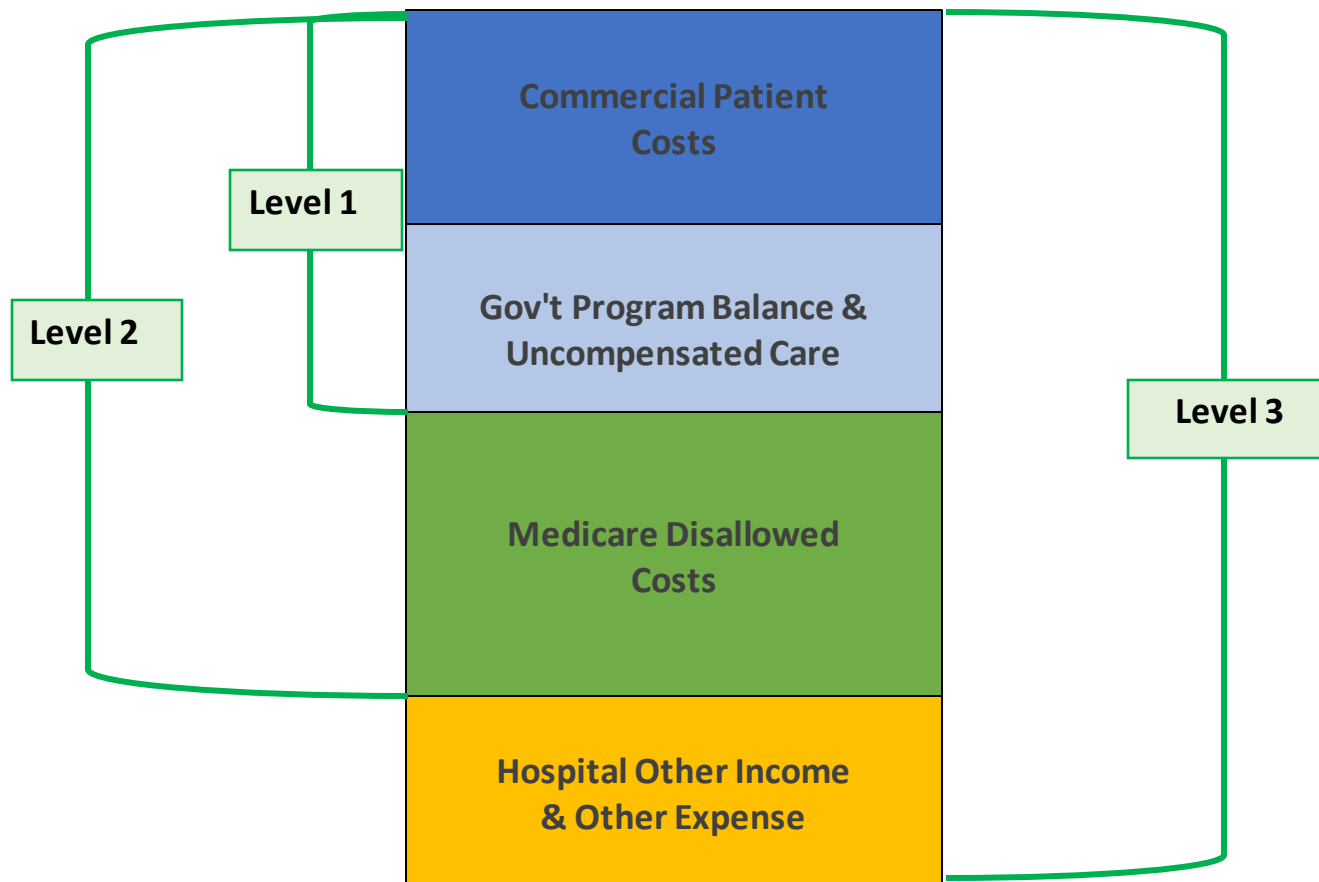 Commercial Patient
Costs
Level 1
Gov't Program Balance &
Uncompensated Care
Level 2
Level 3
Medicare Disallowed
Costs
Hospital Other Income
& Other Expense